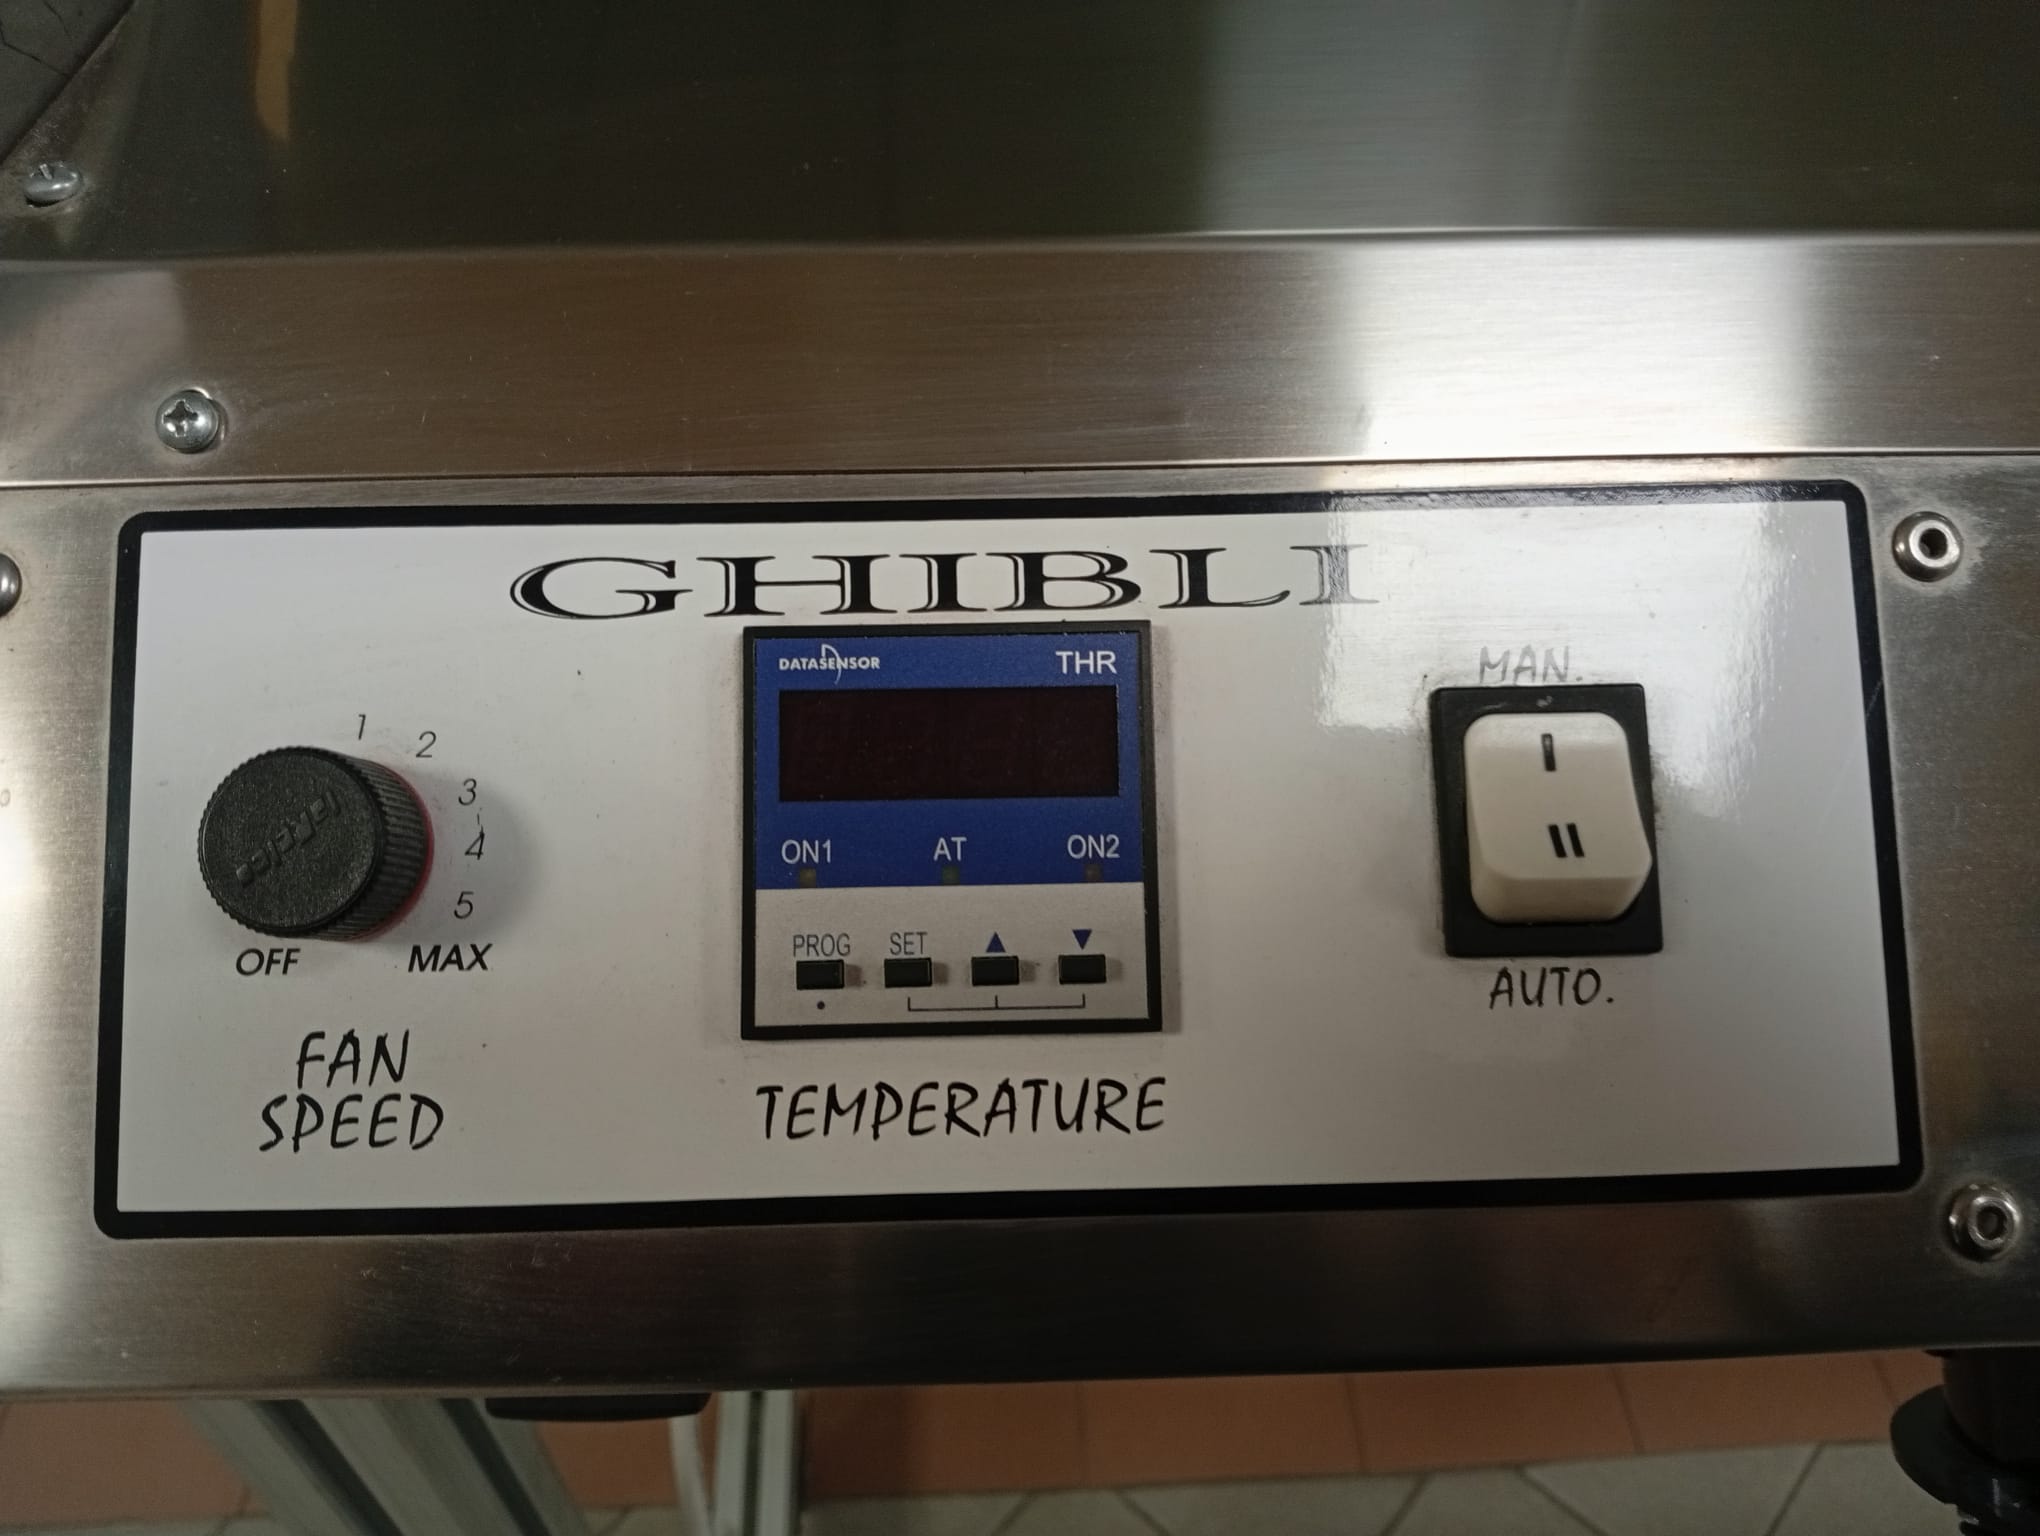 GHIBLI
DATASENSOR THR
ON1 AT ON2
PROG SET ▲ ▼
1
2
3
4
5
OFF MAX
FAN
SPEED
TEMPERATURE
MAN.
I
II
AUTO.